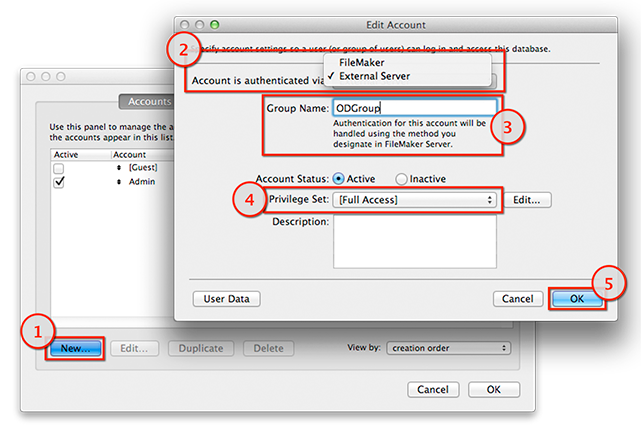 Edit Account
2
Specify account settings so a user (or group of users) can log in and access this database.
FileMaker
Account is authenticated via
✓ External Server
Group Name: ODGroup
Authentication for this account will be
handled using the method you
designate in FileMaker Server.
3
Account Status: Active Inactive
4
Privilege Set: [Full Access] Edit...
Description:
User Data Cancel OK
5
Accounts
Use this panel to manage the a
the accounts appear in this list.
Active Account
[Guest]
Admin
1
New... Edit... Duplicate Delete View by: creation order
Cancel OK